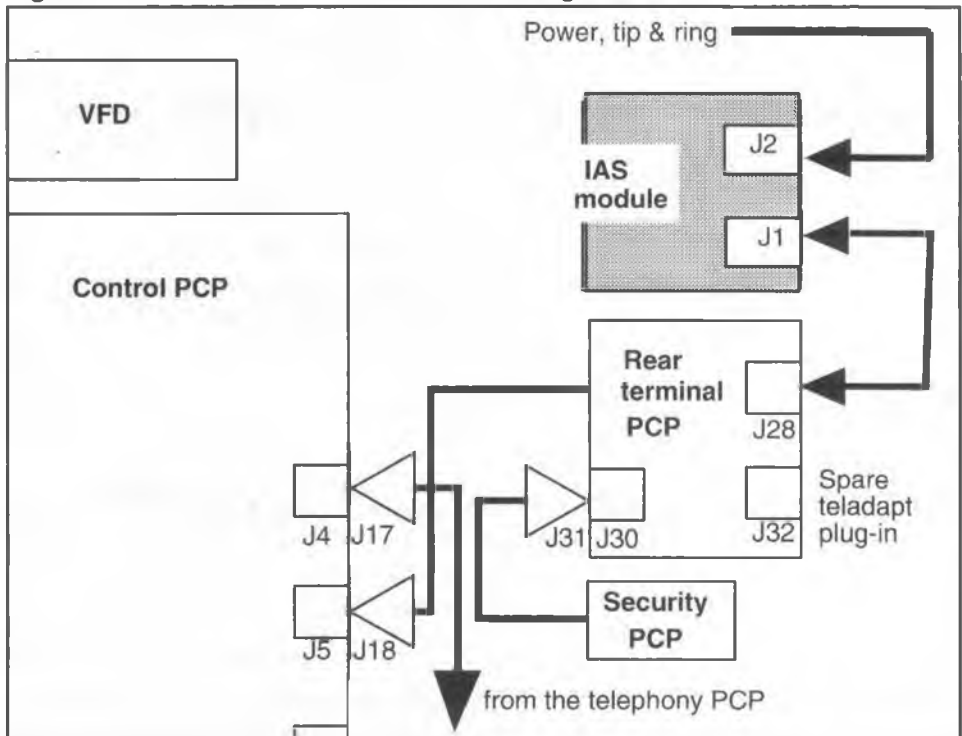 Power, tip & ring
VFD
J2
IAS
module
J1
Control PCP
Rear
terminal
PCP
J28
Spare
teladapt
plug-in
J4 J17
J31 J30
J32
Security
PCP
J5 J18
from the telephony PCP